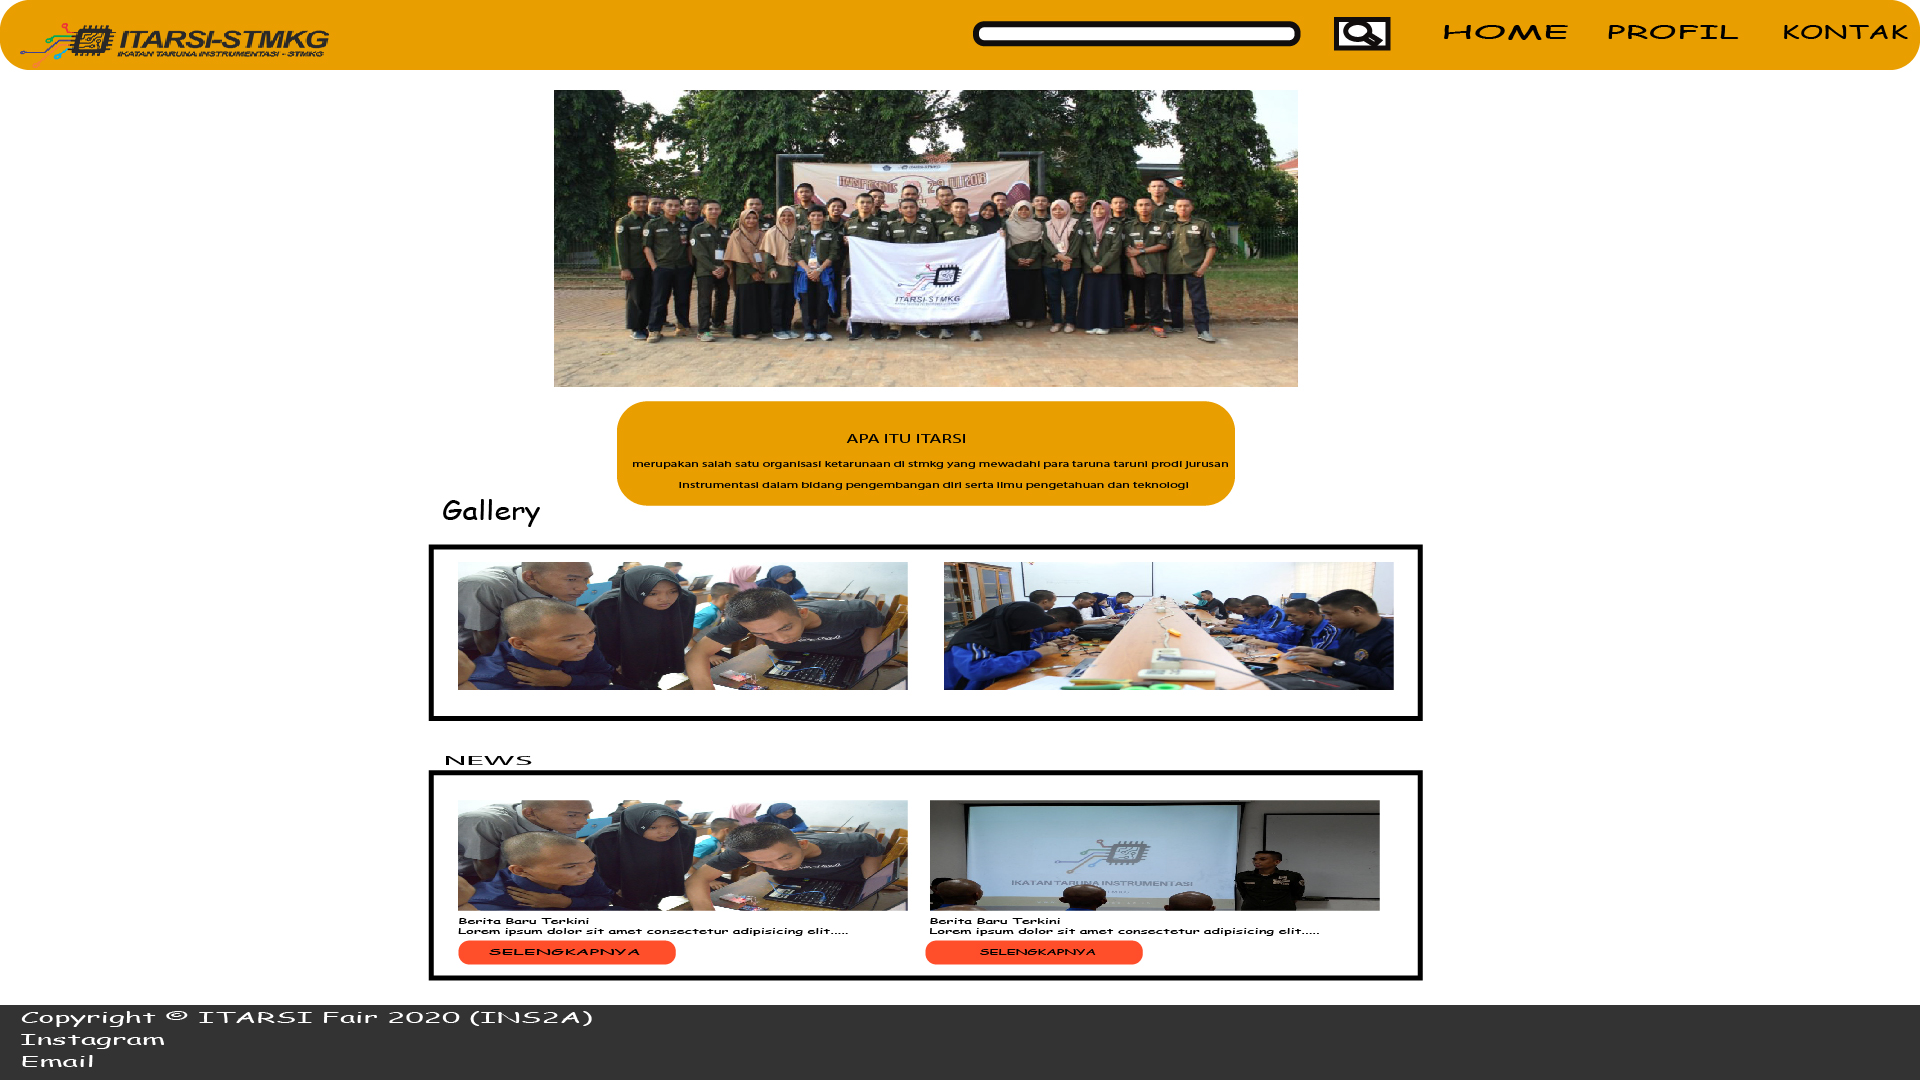 ITARSI-STMKG
IKATAN TARUNA INSTRUMENTASI - STMKG
HOME
PROFIL
KONTAK
ITARSI-STMKG
APA ITU ITARSI
merupakan salah satu organisasi ketarunaan di stmkg yang mewadahi para taruna taruni prodi jurusan
instrumentasi dalam bidang pengembangan diri serta ilmu pengetahuan dan teknologi
Gallery
NEWS
IKATAN TARUNA INSTRUMENTASI
Berita Baru Terkini
Lorem ipsum dolor sit amet consectetur adipisicing elit.....
SELENGKAPNYA
Berita Baru Terkini
Lorem ipsum dolor sit amet consectetur adipisicing elit.....
SELENGKAPNYA
Copyright © ITARSI Fair 2020 (INS2A)
Instagram
Email